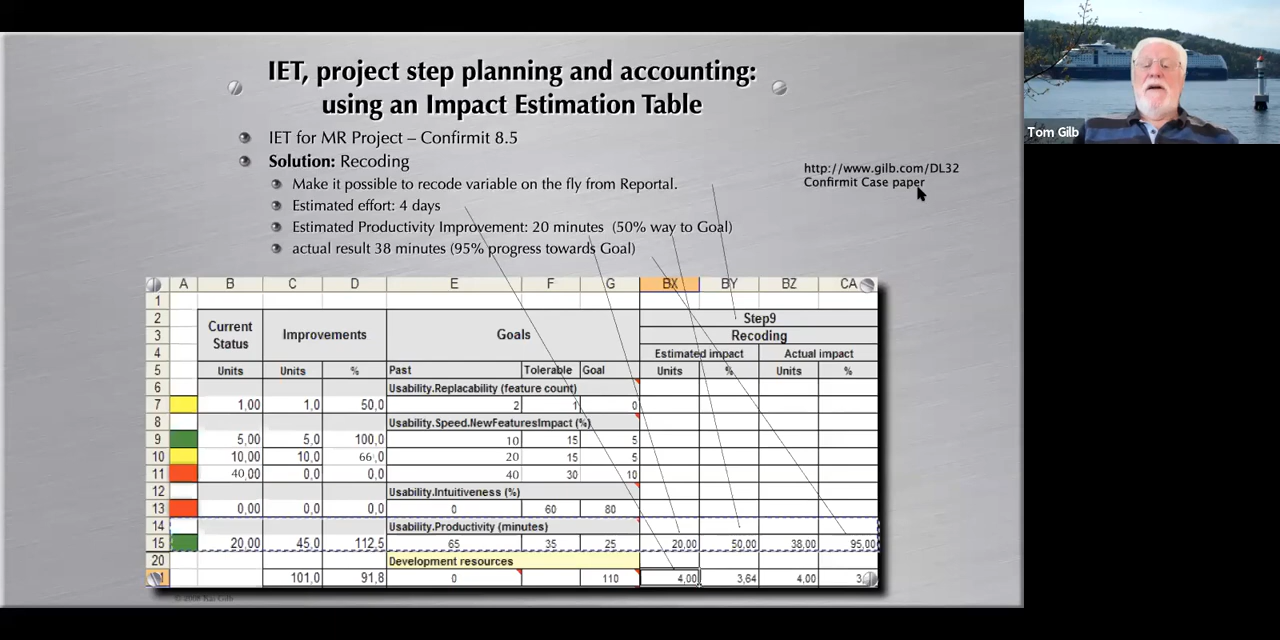 IET, project step planning and accounting:
using an Impact Estimation Table
IET for MR Project – Confirmit 8.5
Solution: Recoding
Make it possible to recode variable on the fly from Reportal.
Estimated effort: 4 days
Estimated Productivity Improvement: 20 minutes (50% way to Goal)
actual result 38 minutes (95% progress towards Goal)
http://www.gilb.com/DL32
Confirmit Case paper
Tom Gilb
A B C D E F G BX BY BZ CA
1
2 Step9
3 Current Status Improvements Goals Recoding
4 Estimated impact Actual impact
5 Units Units % Past Tolerable Goal Units % Units %
6 Usability.Replacability (feature count)
7 1,00 1,0 50,0 2 1 0
8 Usability.Speed.NewFeaturesImpact (%)
9 5,00 5,0 100,0 10 15 5
10 10,00 10,0 66,0 20 15 5
11 40,00 0,0 0,0 40 30 10
12 Usability.Intuitiveness (%)
13 0,00 0,0 0,0 0 60 80
14 Usability.Productivity (minutes)
15 20,00 45,0 112,5 65 35 25 20,00 50,00 38,00 95,00
20 Development resources
101,0 91,8 0 110 4,00 3,64 4,00